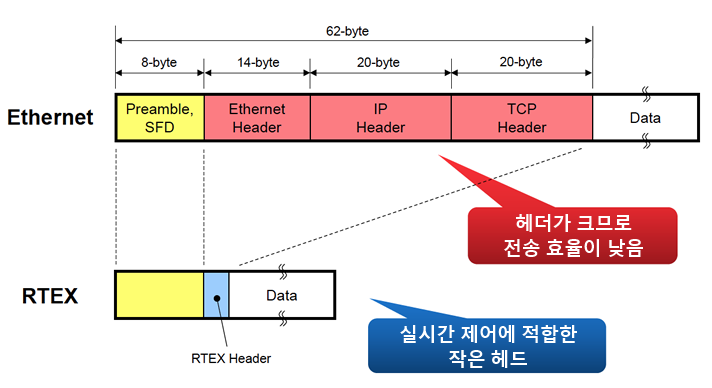 62-byte
8-byte
14-byte
20-byte
20-byte
Ethernet
Preamble,
SFD
Ethernet
Header
IP
Header
TCP
Header
Data
헤더가 크므로
전송 효율이 낮음
RTEX
Data
RTEX Header
실시간 제어에 적합한
작은 헤드